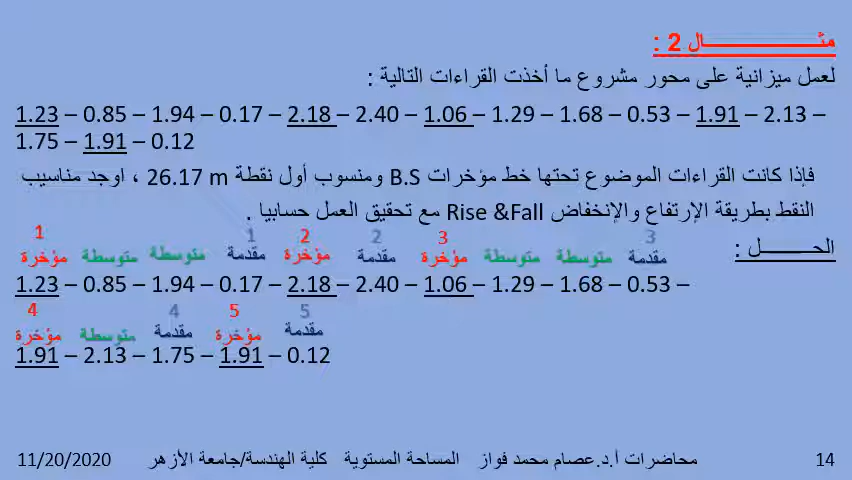 مثـــــــــــــــــال 2 :
لعمل ميزانية على محور مشروع ما أخذت القراءات التالية :
1.23 – 0.85 – 1.94 – 0.17 – 2.18 – 2.40 – 1.06 – 1.29 – 1.68 – 0.53 – 1.91 – 2.13 –
1.75 – 1.91 – 0.12
فإذا كانت القراءات الموضوع تحتها خط مؤخرات B.S ومنسوب أول نقطة 26.17 m ، اوجد مناسيب
النقط بطريقة الإرتفاع والإنخفاض Rise &Fall مع تحقيق العمل حسابيا .
الحـــــــل :
1 1 2 2 3 3
مؤخرة متوسطة متوسطة مقدمة مؤخرة مقدمة مؤخرة متوسطة متوسطة مقدمة
1.23 – 0.85 – 1.94 – 0.17 – 2.18 – 2.40 – 1.06 – 1.29 – 1.68 – 0.53 –
4 4 5 5
مؤخرة متوسطة مقدمة مؤخرة مقدمة
1.91 – 2.13 – 1.75 – 1.91 – 0.12
11/20/2020 محاضرات أ.د.عصام محمد فواز المساحة المستوية كلية الهندسة/جامعة الأزهر 14